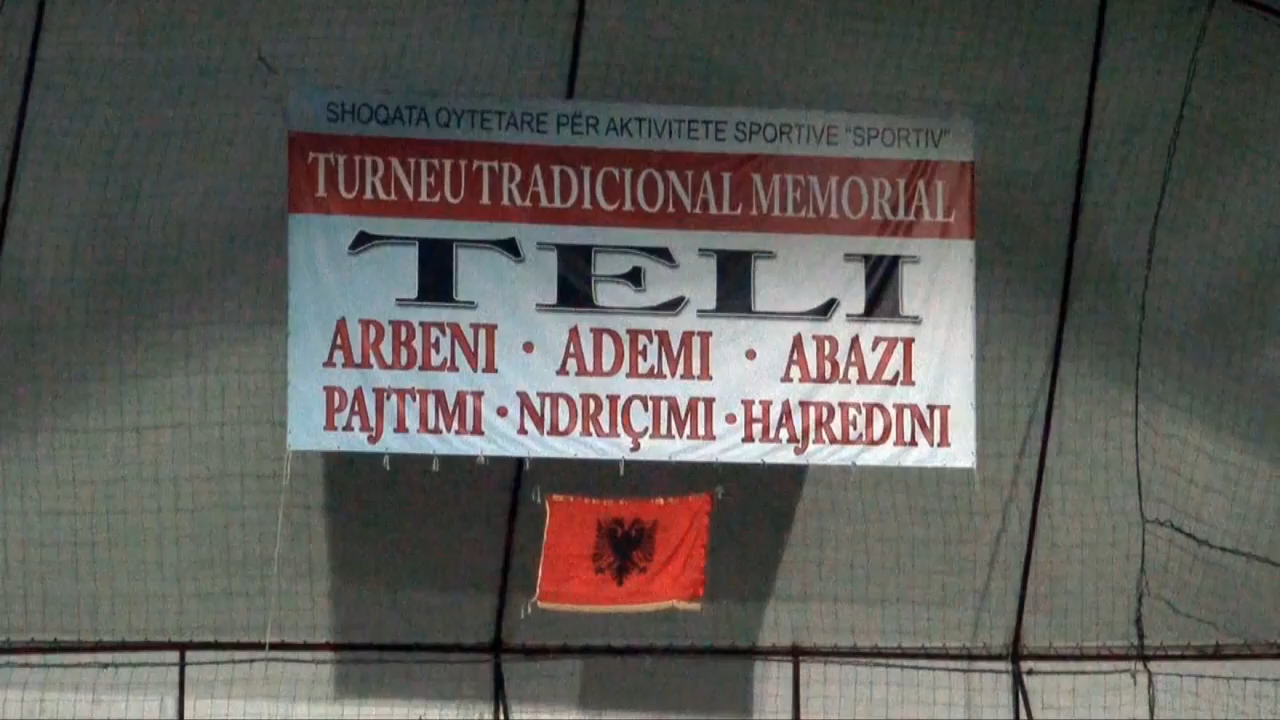 SHOQATA QYTETARE PËR AKTIVITETE SPORTIVE "SPORTIV"
TURNEU TRADICIONAL MEMORIAL
TELI
ARBENI • ADEMI • ABAZI
PAJTIMI • NDRIÇIMI • HAJREDINI